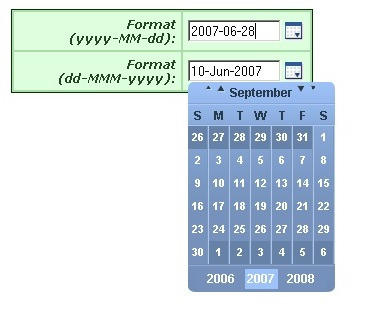 Format
(yyyy-MM-dd): 2007-06-28
Format
(dd-MMM-yyyy): 10-Jun-2007
September
S M T W T F S
26 27 28 29 30 31 1
2 3 4 5 6 7 8
9 10 11 12 13 14 15
16 17 18 19 20 21 22
23 24 25 26 27 28 29
30 1 2 3 4 5 6
2006 2007 2008